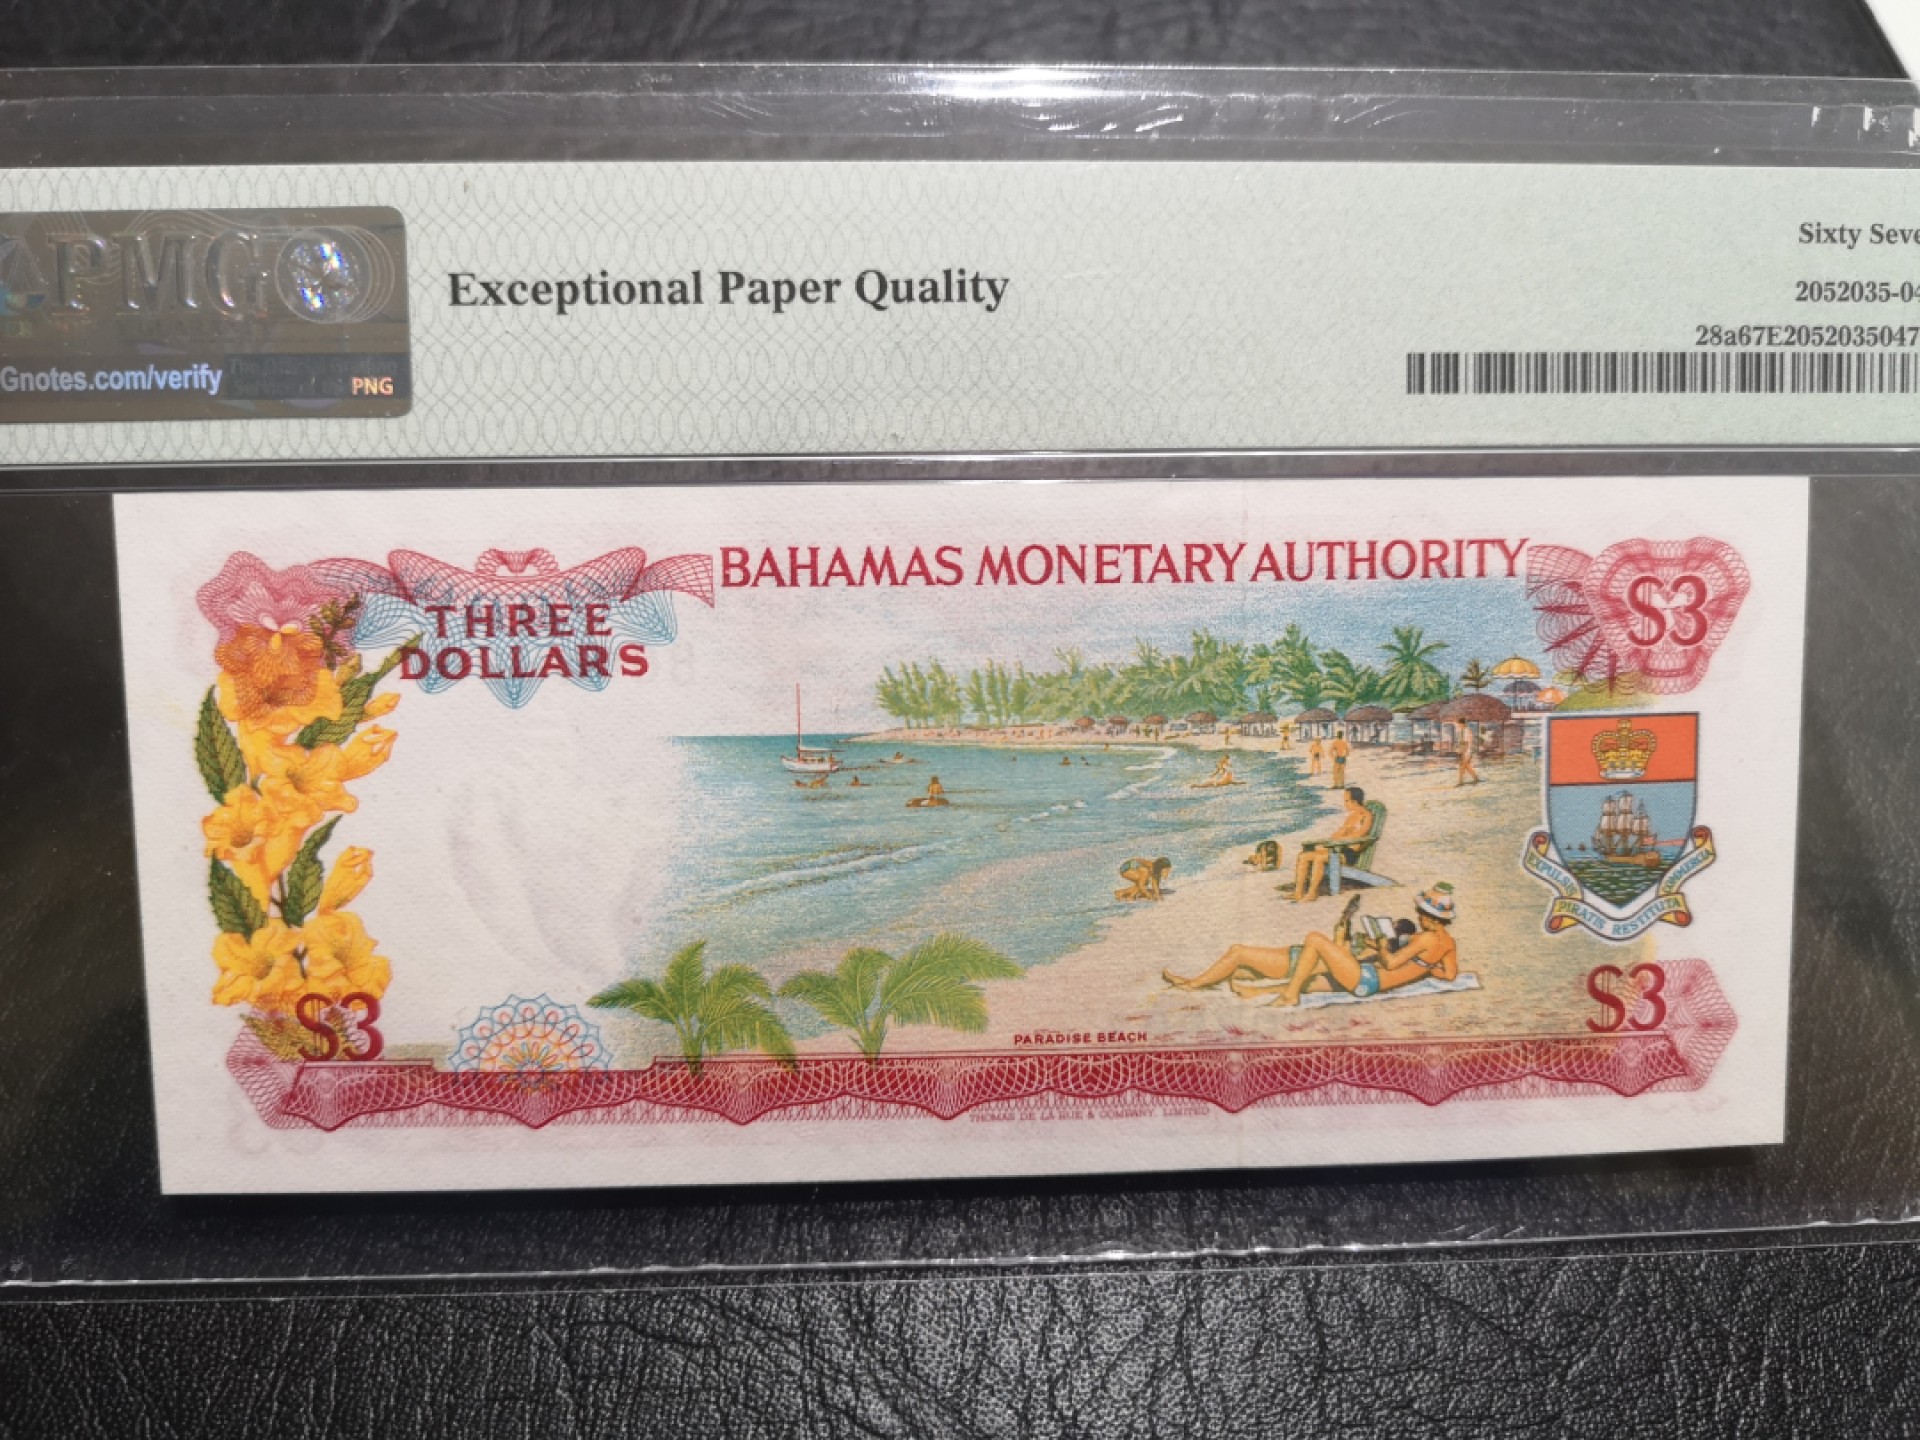 PMG
Gnotes.com/verify
PNG
Exceptional Paper Quality
Sixty Seve
2052035-04
28a67E2052035047
BAHAMAS MONETARY AUTHORITY
THREE
DOLLARS
$3
EXPULSIS PIRATIS RESTITUTA COMMERCIA
$3
$3
PARADISE BEACH
THOMAS DE LA RUE & COMPANY, LIMITED